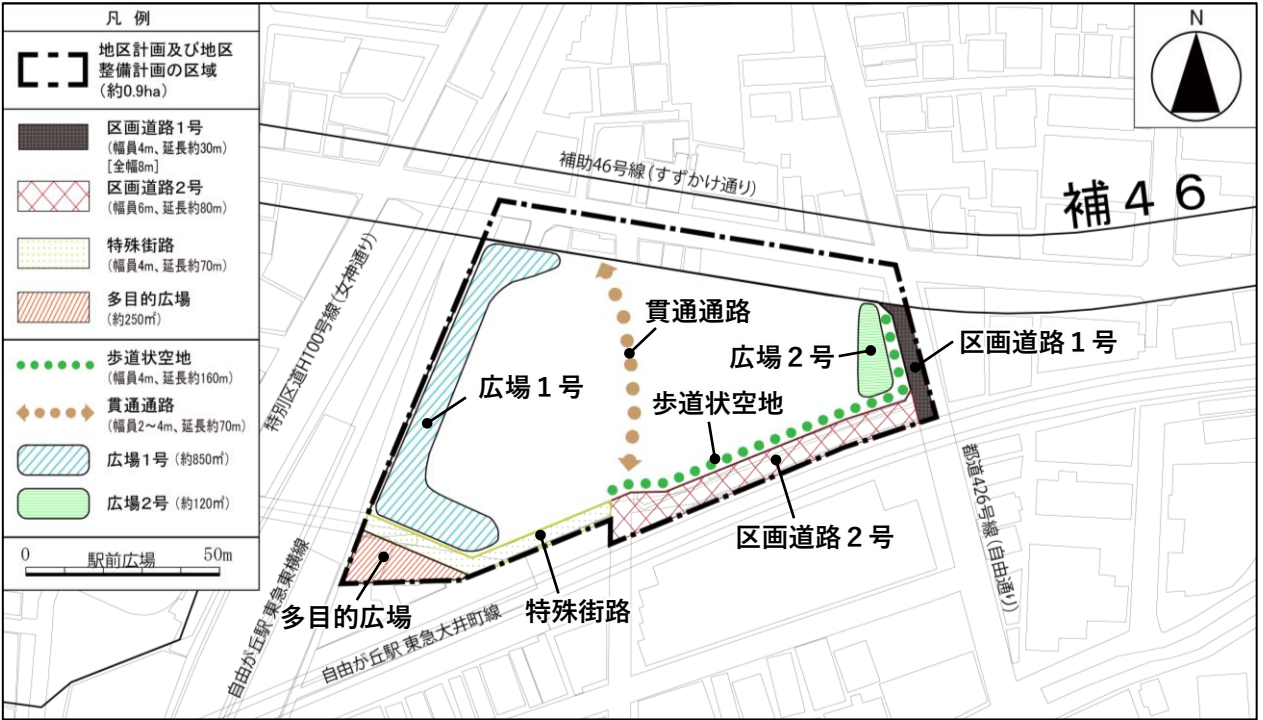 凡 例
地区計画及び地区
整備計画の区域
(約0.9ha)
区画道路1号
(幅員4m、延長約30m)
[全幅8m]
区画道路2号
(幅員6m、延長約80m)
特殊街路
(幅員4m、延長約70m)
多目的広場
(約250㎡)
歩道状空地
(幅員4m、延長約160m)
貫通通路
(幅員2~4m、延長約70m)
広場1号 (約850㎡)
広場2号 (約120㎡)
0 50m
駅前広場
N
補助46号線(すずかけ通り)
補46
特別区道H100号線(女神通り)
貫通通路
広場2号
区画道路1号
広場1号
歩道状空地
区画道路2号
都道426号線(自由通り)
特殊街路
多目的広場
自由が丘駅 東急東横線
自由が丘駅 東急大井町線